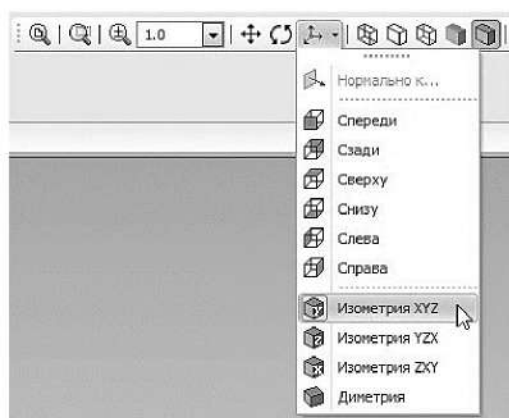 1.0
Нормально к...
Спереди
Сзади
Сверху
Снизу
Слева
Справа
Изометрия XYZ
Изометрия YZX
Изометрия ZXY
Диметрия